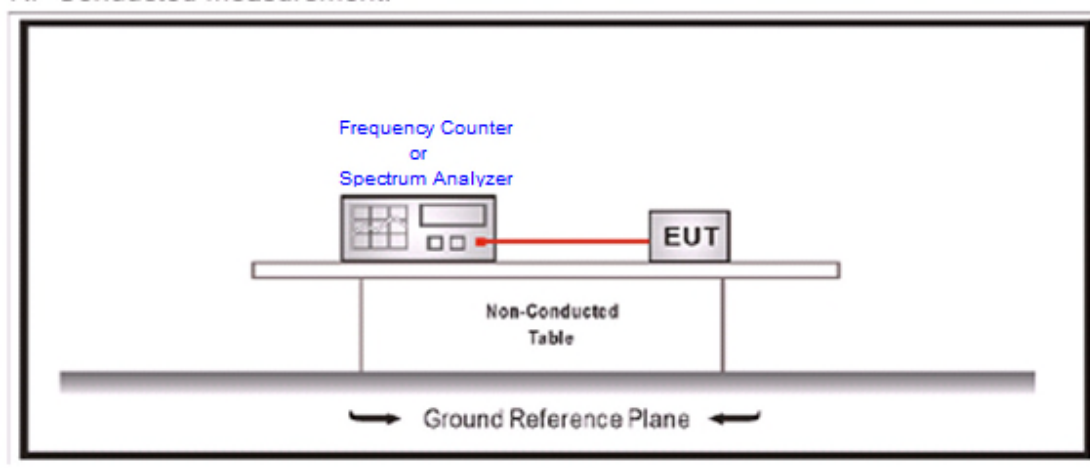 Frequency Counter
or
Spectrum Analyzer
EUT
Non-Conducted
Table
Ground Reference Plane